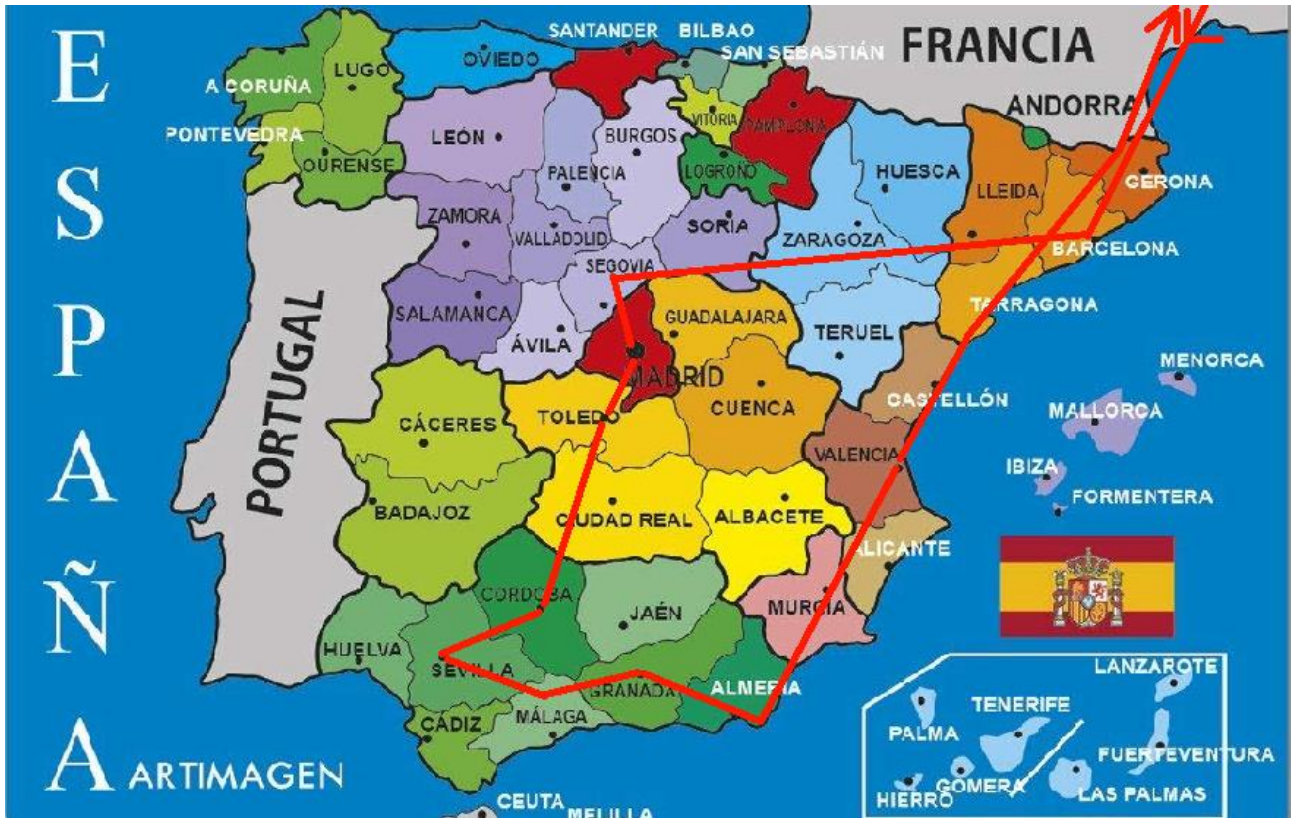 ESPAÑA
ARTIMAGEN
SANTANDER
BILBAO
SAN SEBASTIÁN
FRANCIA
ANDORRA
A CORUÑA
LUGO
OVIEDO
PONTEVEDRA
OURENSE
LEÓN
PALENCIA
BURGOS
VITORIA
PAMPLONA
LOGROÑO
HUESCA
LLEIDA
GERONA
ZAMORA
VALLADOLID
SORIA
ZARAGOZA
BARCELONA
SEGOVIA
SALAMANCA
ÁVILA
GUADALAJARA
TERUEL
TARRAGONA
MADRID
PORTUGAL
CÁCERES
TOLEDO
CUENCA
CASTELLÓN
MENORCA
MALLORCA
IBIZA
FORMENTERA
VALENCIA
BADAJOZ
CIUDAD REAL
ALBACETE
ALICANTE
CORDOBA
JAÉN
MURCIA
HUELVA
SEVILLA
GRANADA
ALMERIA
CÁDIZ
MÁLAGA
CEUTA
MELILLA
LANZAROTE
TENERIFE
PALMA
FUERTEVENTURA
HIERRO
GOMERA
LAS PALMAS